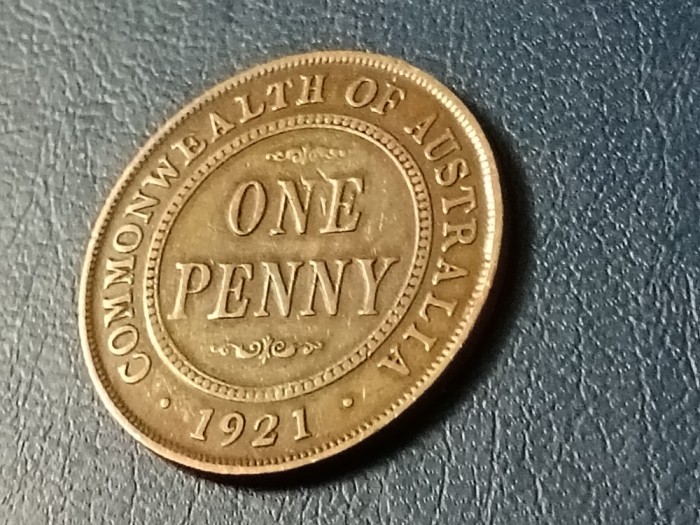 COMMONWEALTH OF AUSTRALIA
ONE
PENNY
· 1921 ·